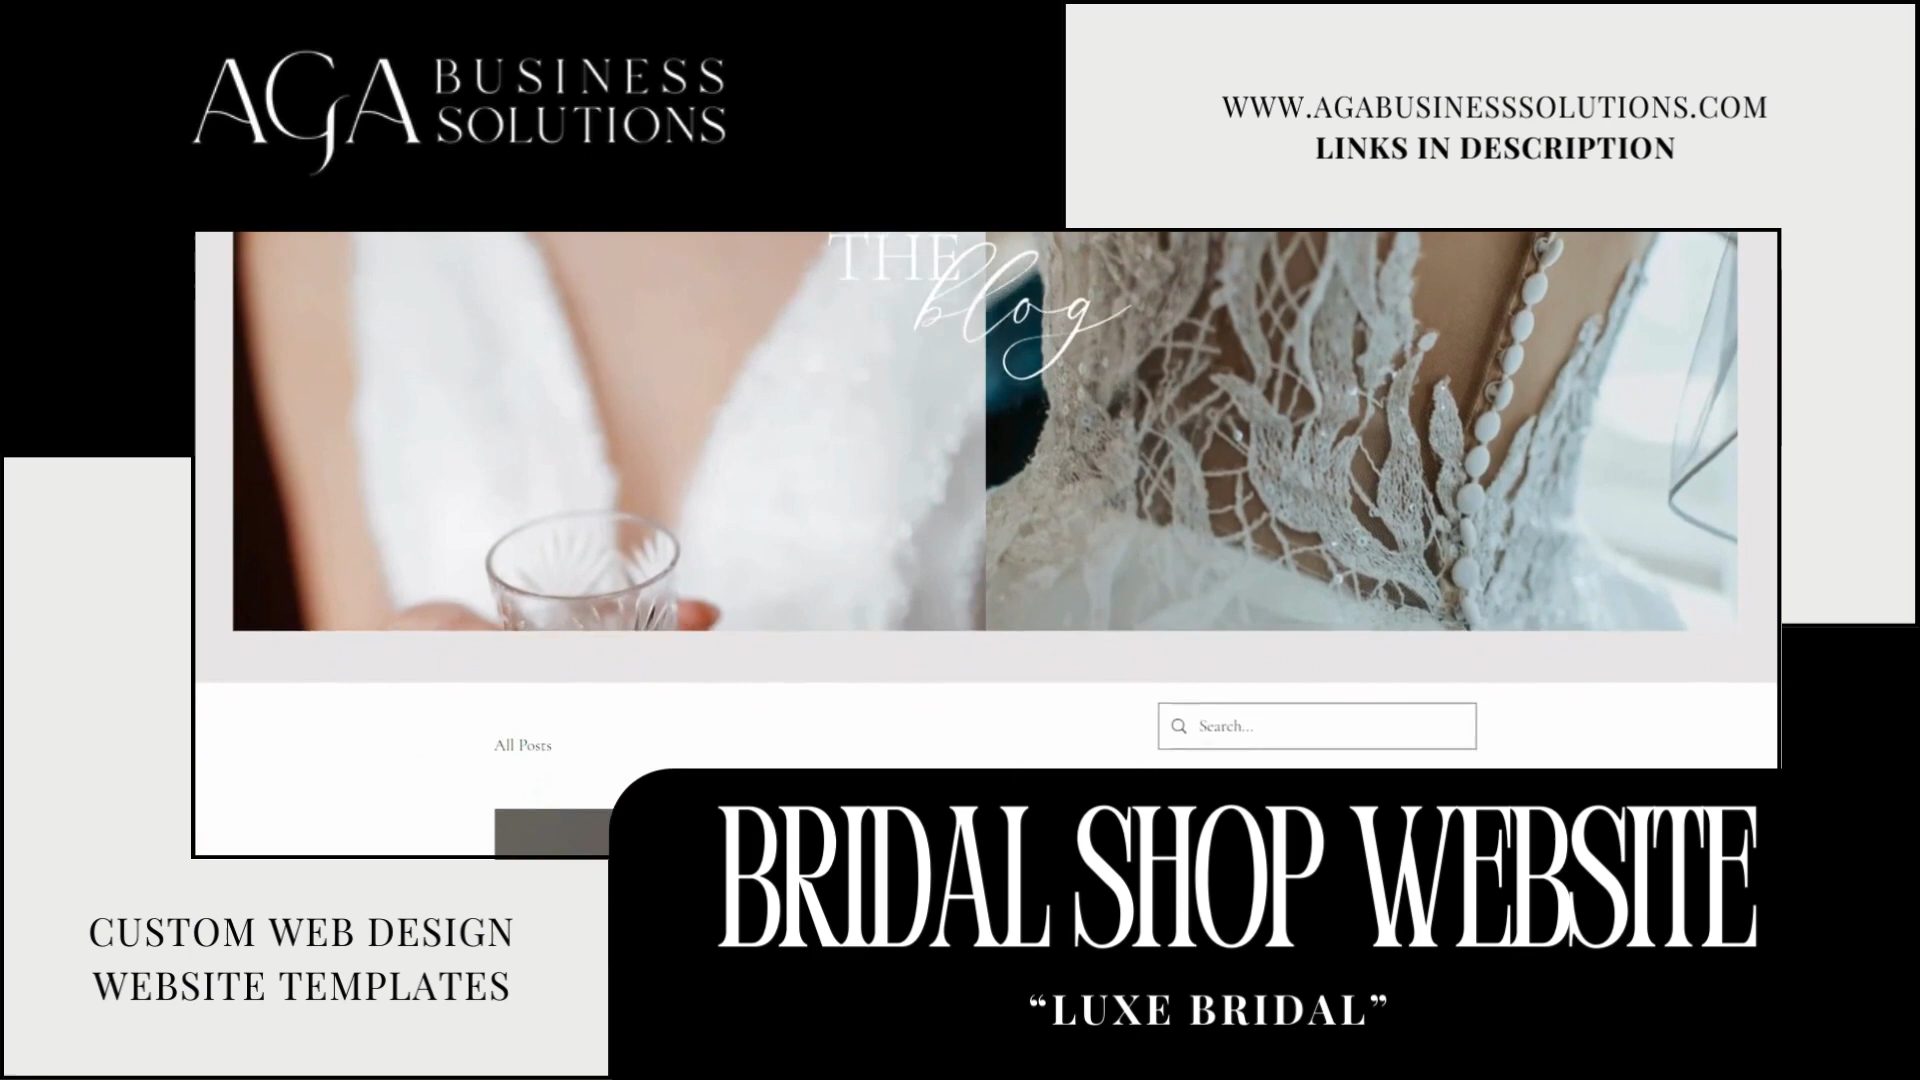 AGA BUSINESS
SOLUTIONS
WWW.AGABUSINESSSOLUTIONS.COM
LINKS IN DESCRIPTION
THE
blog
All Posts
Search...
BRIDAL SHOP WEBSITE
“LUXE BRIDAL”
CUSTOM WEB DESIGN
WEBSITE TEMPLATES